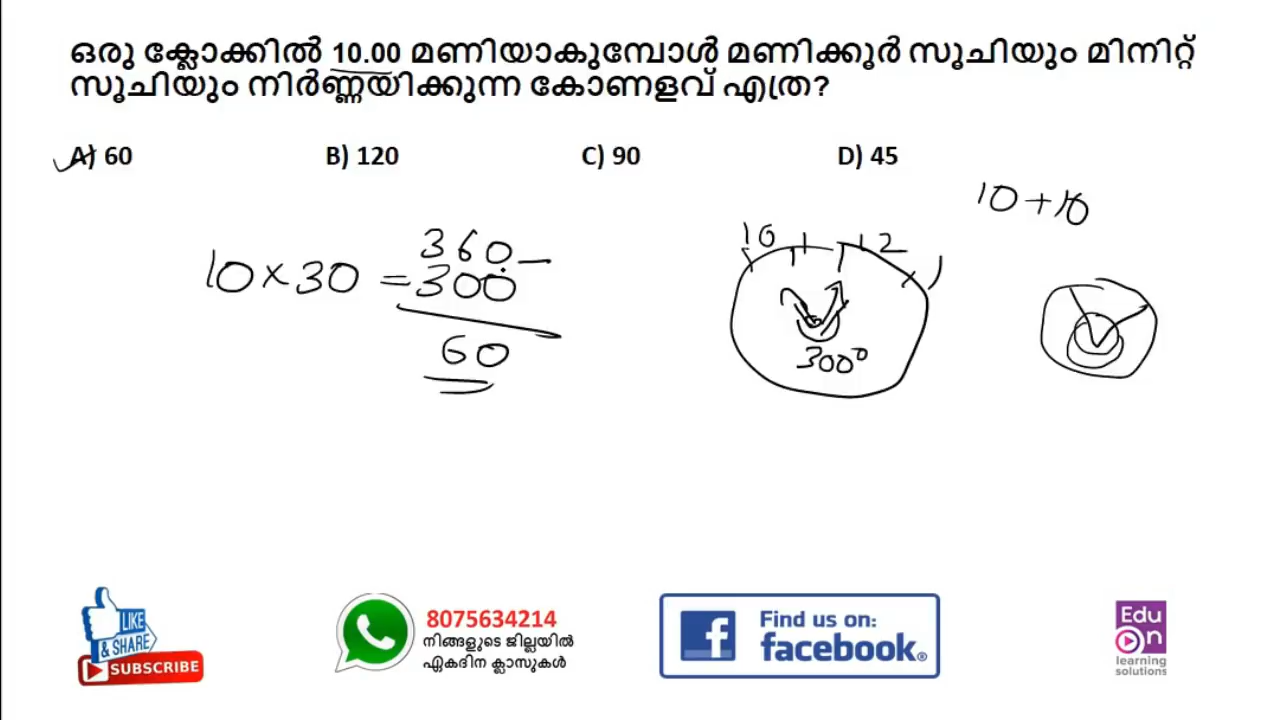 ഒരു ക്ലോക്കിൽ 10.00 മണിയാകുമ്പോൾ മണിക്കൂർ സൂചിയും മിനിറ്റ്
സൂചിയും നിർണ്ണയിക്കുന്ന കോണളവ് എത്ര?
A) 60 B) 120 C) 90 D) 45
10 + 10
10 × 30 = 300
360 –
300
60
10 12 1
300°
LIKE
& SHARE
SUBSCRIBE
8075634214
നിങ്ങളുടെ ജില്ലയിൽ
ഏകദിന ക്ലാസുകൾ
Find us on:
facebook®
Edu
On
learning
solutions